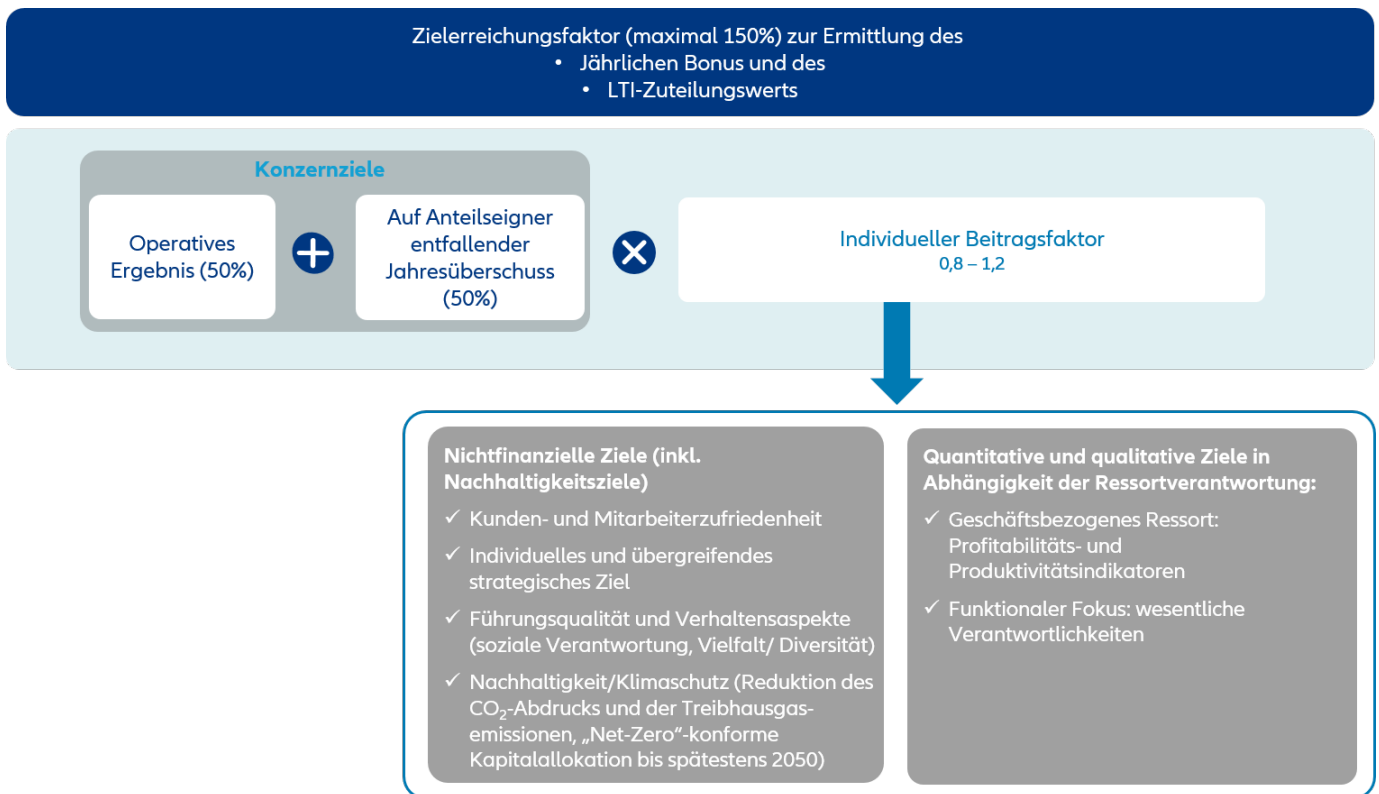 Zielerreichungsfaktor (maximal 150%) zur Ermittlung des
• Jährlichen Bonus und des
• LTI-Zuteilungswerts
Konzernziele
Operatives
Ergebnis (50%)
Auf Anteilseigner
entfallender
Jahresüberschuss
(50%)
Individueller Beitragsfaktor
0,8 – 1,2
Nichtfinanzielle Ziele (inkl.
Nachhaltigkeitsziele)
✓ Kunden- und Mitarbeiterzufriedenheit
✓ Individuelles und übergreifendes
strategisches Ziel
✓ Führungsqualität und Verhaltensaspekte
(soziale Verantwortung, Vielfalt/ Diversität)
✓ Nachhaltigkeit/Klimaschutz (Reduktion des
CO₂-Abdrucks und der Treibhausgas-
emissionen, „Net-Zero“-konforme
Kapitalallokation bis spätestens 2050)
Quantitative und qualitative Ziele in
Abhängigkeit der Ressortverantwortung:
✓ Geschäftsbezogenes Ressort:
Profitabilitäts- und
Produktivitätsindikatoren
✓ Funktionaler Fokus: wesentliche
Verantwortlichkeiten